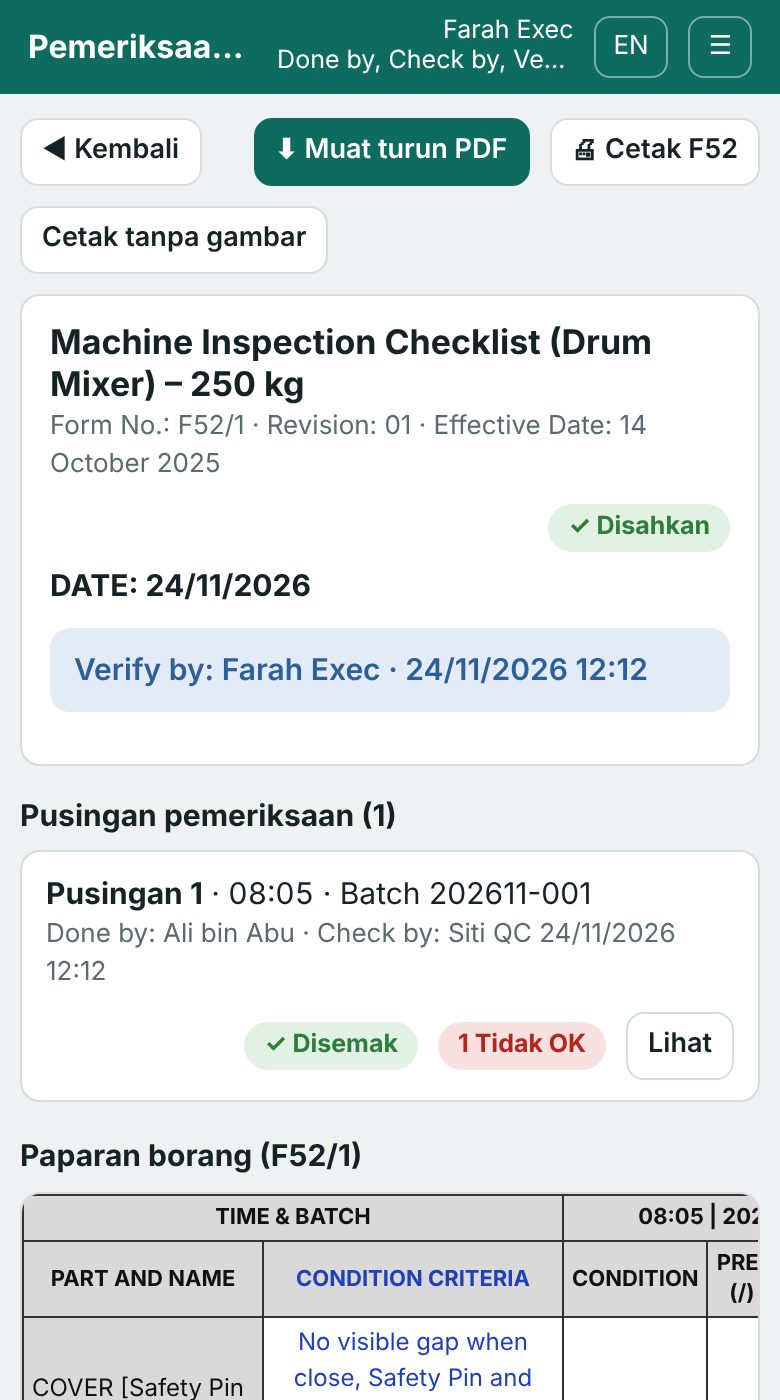 Pemeriksaa...
Farah Exec
Done by, Check by, Ve...
EN
☰
◀ Kembali
⬇ Muat turun PDF
🖨 Cetak F52
Cetak tanpa gambar
Machine Inspection Checklist (Drum
Mixer) – 250 kg
Form No.: F52/1 · Revision: 01 · Effective Date: 14
October 2025
✓ Disahkan
DATE: 24/11/2026
Verify by: Farah Exec · 24/11/2026 12:12
Pusingan pemeriksaan (1)
Pusingan 1 · 08:05 · Batch 202611-001
Done by: Ali bin Abu · Check by: Siti QC 24/11/2026
12:12
✓ Disemak
1 Tidak OK
Lihat
Paparan borang (F52/1)
TIME & BATCH
08:05 | 202
PART AND NAME
CONDITION CRITERIA
CONDITION
PRE
(/)
No visible gap when
close, Safety Pin and
COVER [Safety Pin